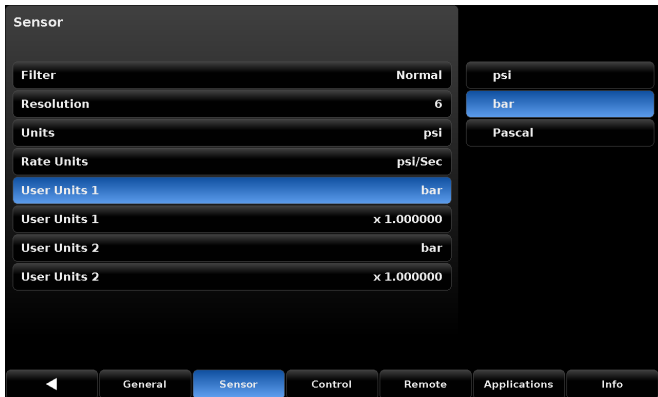 Sensor
Filter Normal
Resolution 6
Units psi
Rate Units psi/Sec
User Units 1 bar
User Units 1 x 1.000000
User Units 2 bar
User Units 2 x 1.000000
psi
bar
Pascal
General Sensor Control Remote Applications Info